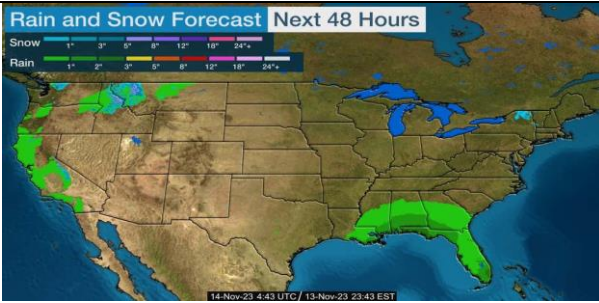 Rain and Snow Forecast Next 48 Hours
Snow 1" 3" 5" 8" 12" 18" 24"+
Rain 1" 2" 3" 5" 8" 12" 18" 24"+
14-Nov-23 4:43 UTC / 13-Nov-23 23:43 EST